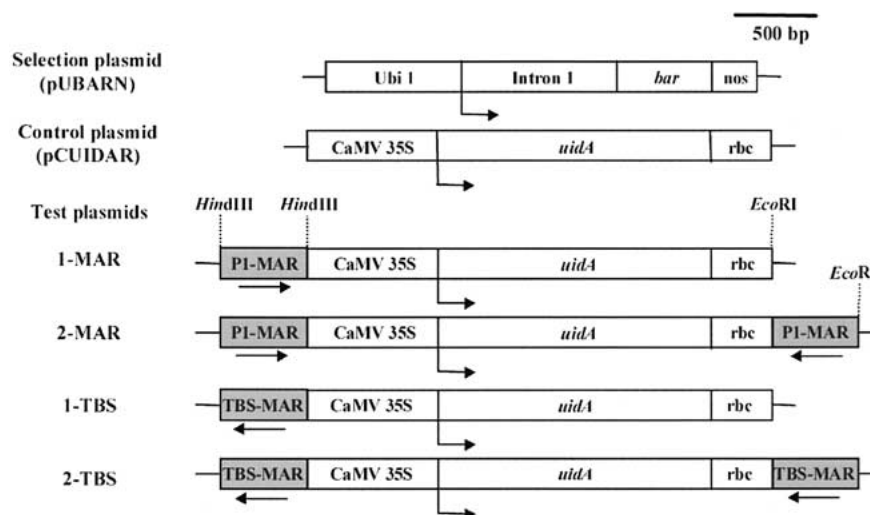 500 bp
Selection plasmid
(pUBARN)
Ubi 1 Intron 1 bar nos
Control plasmid
(pCUIDAR)
CaMV 35S uidA rbc
Test plasmids
HindIII HindIII EcoRI
1-MAR
P1-MAR CaMV 35S uidA rbc
EcoR
2-MAR
P1-MAR CaMV 35S uidA rbc P1-MAR
1-TBS
TBS-MAR CaMV 35S uidA rbc
2-TBS
TBS-MAR CaMV 35S uidA rbc TBS-MAR